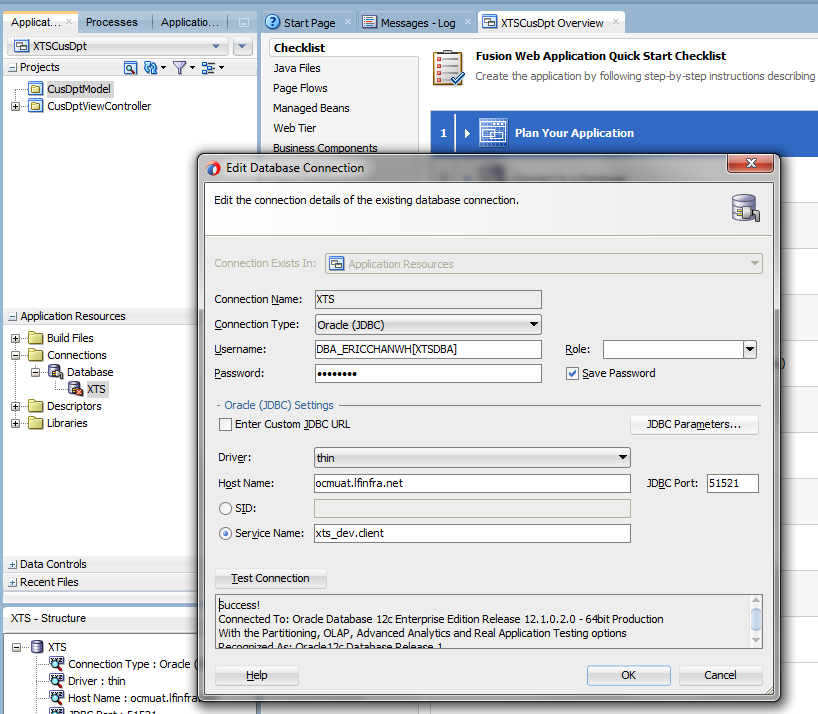 Applicat...
Processes
Applicatio...
Start Page
Messages - Log
XTSCusDpt Overview
XTSCusDpt
Projects
CusDptModel
CusDptViewController
Checklist
Java Files
Page Flows
Managed Beans
Web Tier
Business Components
Fusion Web Application Quick Start Checklist
Create the application by following step-by-step instructions describing
1
Plan Your Application
Application Resources
Build Files
Connections
Database
XTS
Descriptors
Libraries
Data Controls
Recent Files
XTS - Structure
XTS
Connection Type : Oracle (
Driver : thin
Host Name : ocmuat.lfinfra
JDBC Port : 51521
Edit Database Connection
Edit the connection details of the existing database connection.
Connection Exists In:
Application Resources
Connection Name:
XTS
Connection Type:
Oracle (JDBC)
Username:
DBA_ERICCHANWH[XTSDBA]
Role:
Password:
Save Password
Oracle (JDBC) Settings
Enter Custom JDBC URL
JDBC Parameters...
Driver:
thin
Host Name:
ocmuat.lfinfra.net
JDBC Port:
51521
SID:
Service Name:
xts_dev.client
Test Connection
Success!
Connected To: Oracle Database 12c Enterprise Edition Release 12.1.0.2.0 - 64bit Production
With the Partitioning, OLAP, Advanced Analytics and Real Application Testing options
Recognized As: Oracle12c Database Release 1
Help
OK
Cancel